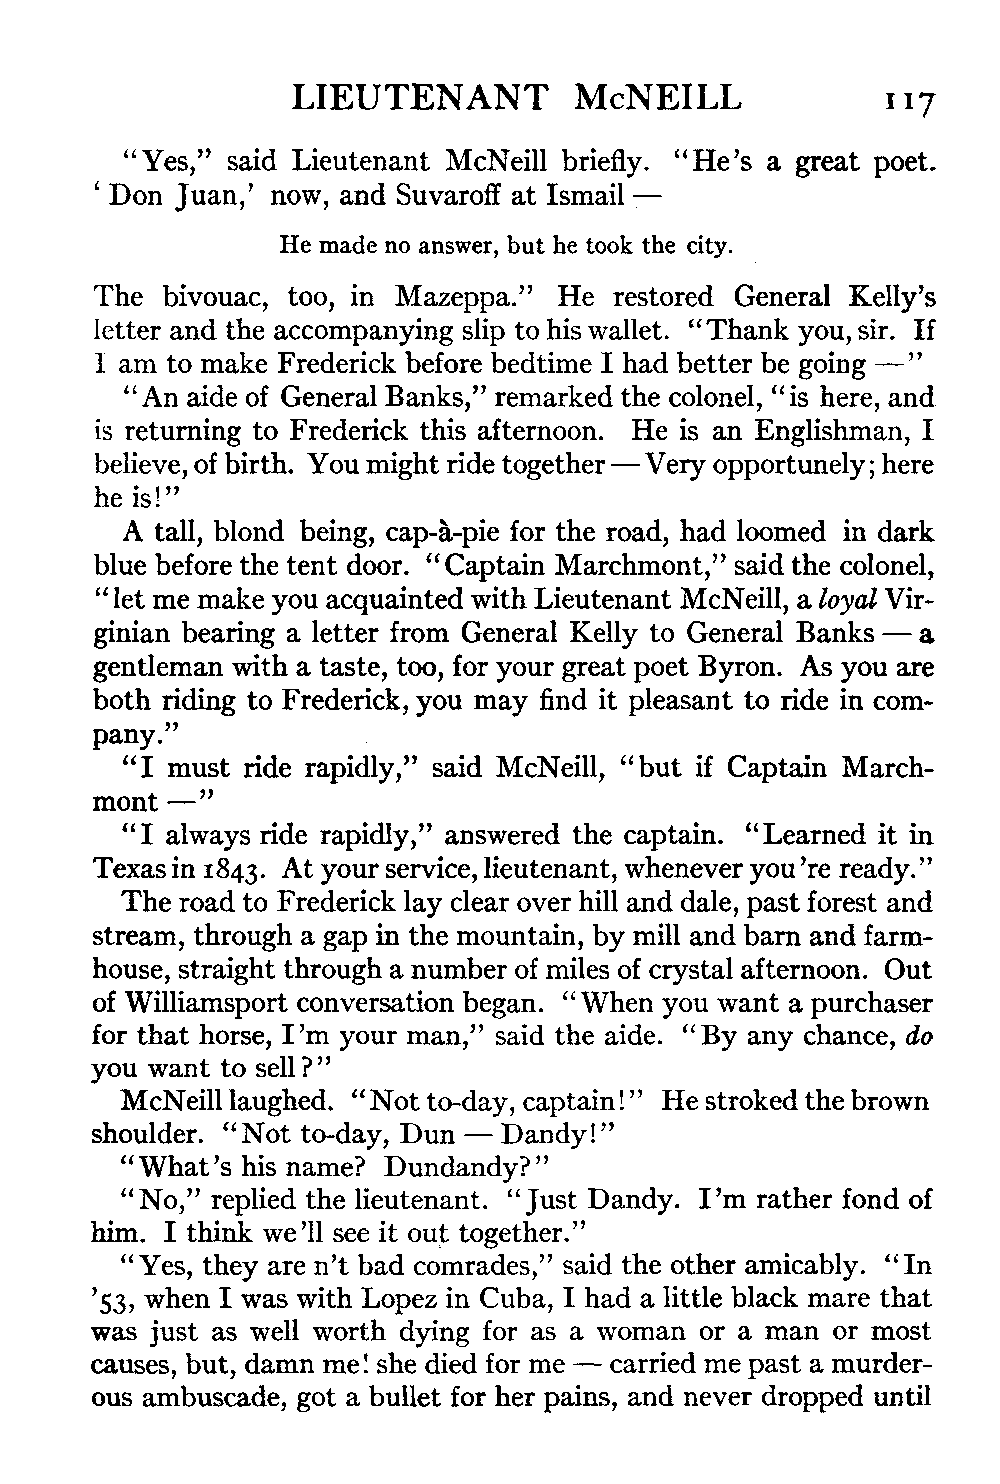 LIEUTENANT McNEILL 117
"Yes," said Lieutenant McNeill briefly. "He's a great poet.
'Don Juan,' now, and Suvaroff at Ismail —
He made no answer, but he took the city.
The bivouac, too, in Mazeppa." He restored General Kelly's
letter and the accompanying slip to his wallet. "Thank you, sir. If
I am to make Frederick before bedtime I had better be going —"
"An aide of General Banks," remarked the colonel, "is here, and
is returning to Frederick this afternoon. He is an Englishman, I
believe, of birth. You might ride together — Very opportunely; here
he is!"
A tall, blond being, cap-à-pie for the road, had loomed in dark
blue before the tent door. "Captain Marchmont," said the colonel,
"let me make you acquainted with Lieutenant McNeill, a loyal Vir-
ginian bearing a letter from General Kelly to General Banks — a
gentleman with a taste, too, for your great poet Byron. As you are
both riding to Frederick, you may find it pleasant to ride in com-
pany."
"I must ride rapidly," said McNeill, "but if Captain March-
mont —"
"I always ride rapidly," answered the captain. "Learned it in
Texas in 1843. At your service, lieutenant, whenever you 're ready."
The road to Frederick lay clear over hill and dale, past forest and
stream, through a gap in the mountain, by mill and barn and farm-
house, straight through a number of miles of crystal afternoon. Out
of Williamsport conversation began. "When you want a purchaser
for that horse, I 'm your man," said the aide. "By any chance, do
you want to sell?"
McNeill laughed. "Not to-day, captain!" He stroked the brown
shoulder. "Not to-day, Dun — Dandy!"
"What's his name? Dundandy?"
"No," replied the lieutenant. "Just Dandy. I'm rather fond of
him. I think we 'll see it out together."
"Yes, they are n't bad comrades," said the other amicably. "In
'53, when I was with Lopez in Cuba, I had a little black mare that
was just as well worth dying for as a woman or a man or most
causes, but, damn me! she died for me — carried me past a murder-
ous ambuscade, got a bullet for her pains, and never dropped until